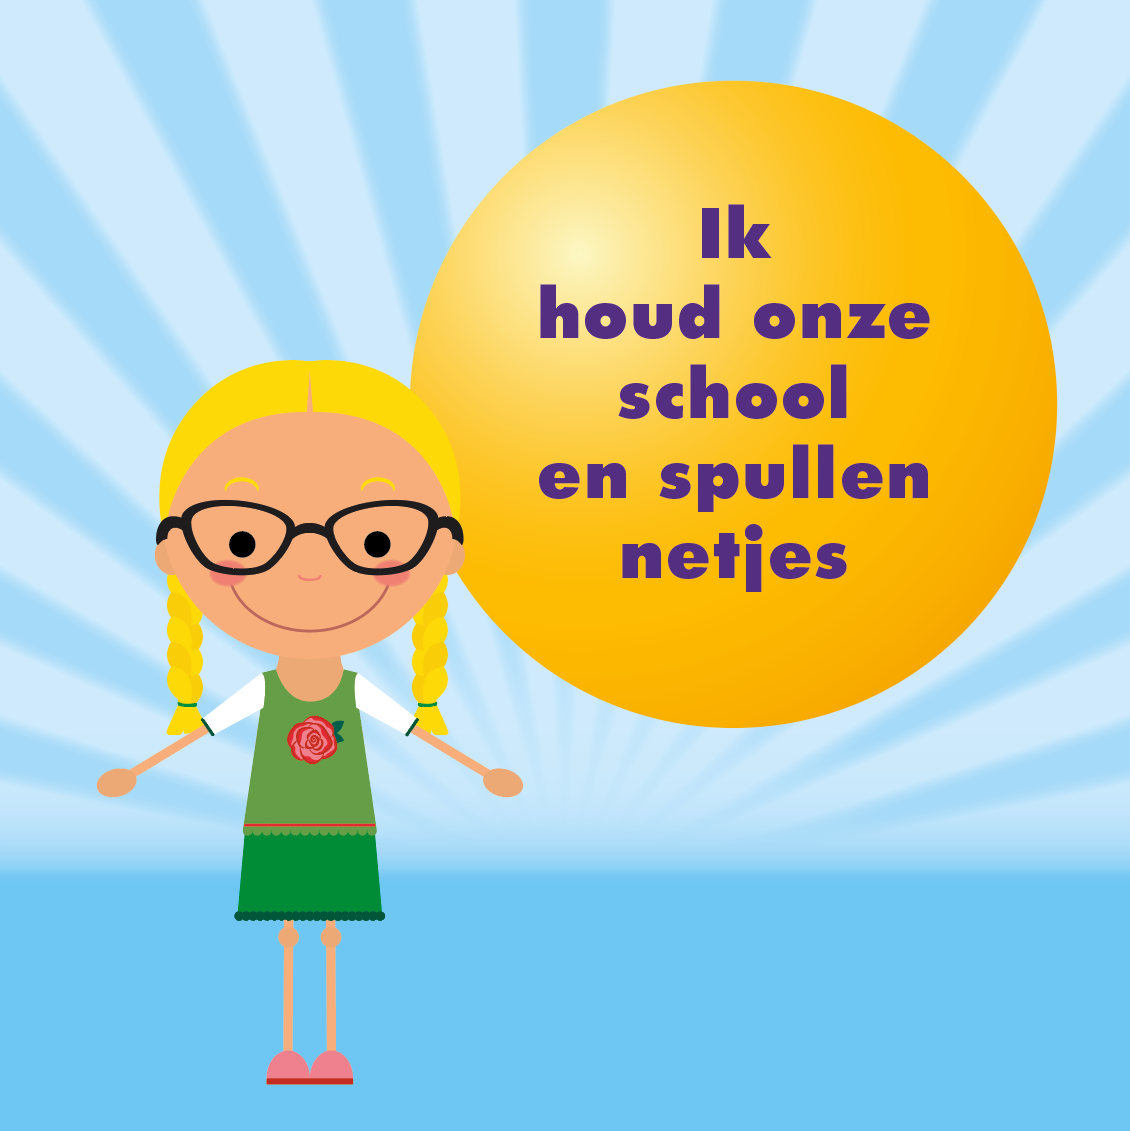 Ik
houd onze
school
en spullen
netjes